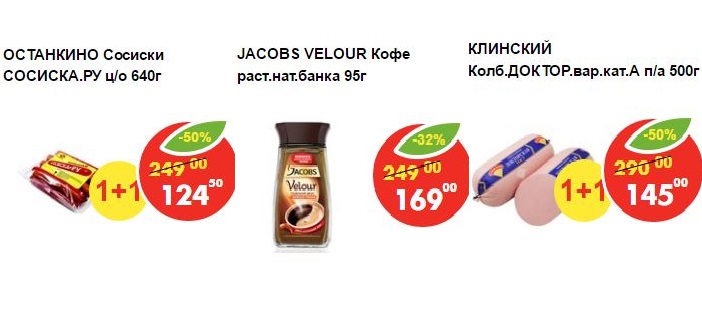 ОСТАНКИНО Сосиски
СОСИСКА.РУ ц/о 640г
-50%
249 00
1+1
124 50
JACOBS VELOUR Кофе
раст.нат.банка 95г
-32%
249 00
169 00
JACOBS
Velour
КЛИНСКИЙ
Колб.ДОКТОР.вар.кат.А п/а 500г
-50%
290 00
1+1
145 00